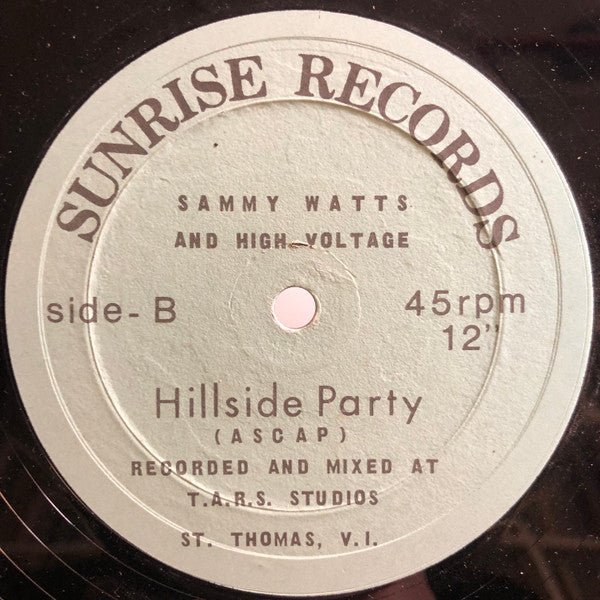 SUNRISE RECORDS
SAMMY WATTS
AND HIGH VOLTAGE
side- B
45rpm
12"
Hillside Party
(ASCAP)
RECORDED AND MIXED AT
T.A.R.S. STUDIOS
ST. THOMAS, V.I.